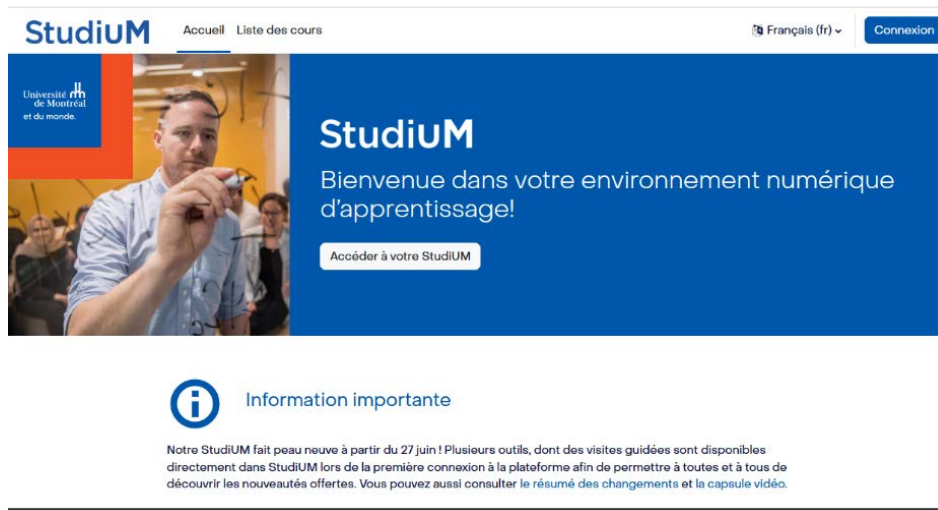 StudiUM
Accueil Liste des cours
Français (fr)
Connexion
Université
de Montréal
et du monde.
StudiUM
Bienvenue dans votre environnement numérique
d'apprentissage!
Accéder à votre StudiUM
Information importante
Notre StudiUM fait peau neuve à partir du 27 juin ! Plusieurs outils, dont des visites guidées sont disponibles
directement dans StudiUM lors de la première connexion à la plateforme afin de permettre à toutes et à tous de
découvrir les nouveautés offertes. Vous pouvez aussi consulter le résumé des changements et la capsule vidéo.